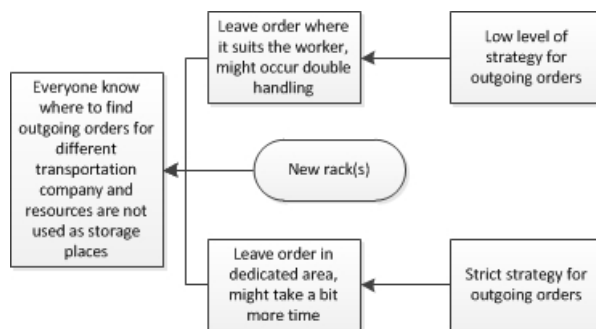 Everyone know
where to find
outgoing orders for
different
transportation
company and
resources are not
used as storage
places
Leave order where
it suits the worker,
might occur double
handling
Low level of
strategy for
outgoing orders
New rack(s)
Leave order in
dedicated area,
might take a bit
more time
Strict strategy for
outgoing orders